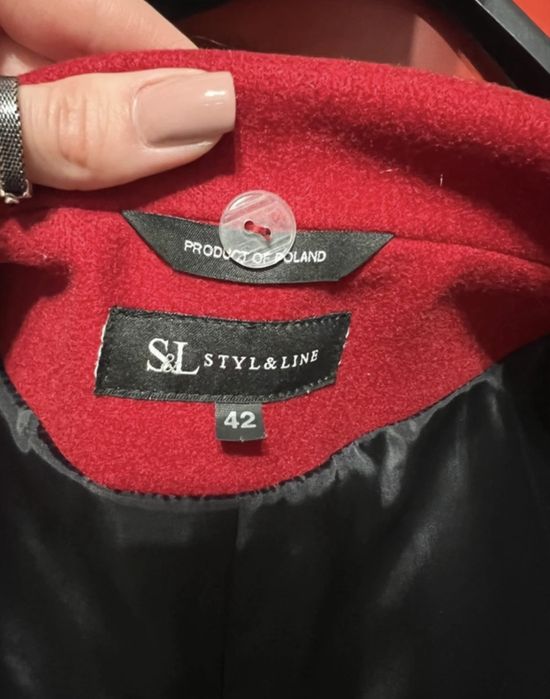 PRODUCT OF POLAND
S&L STYL&LINE
42